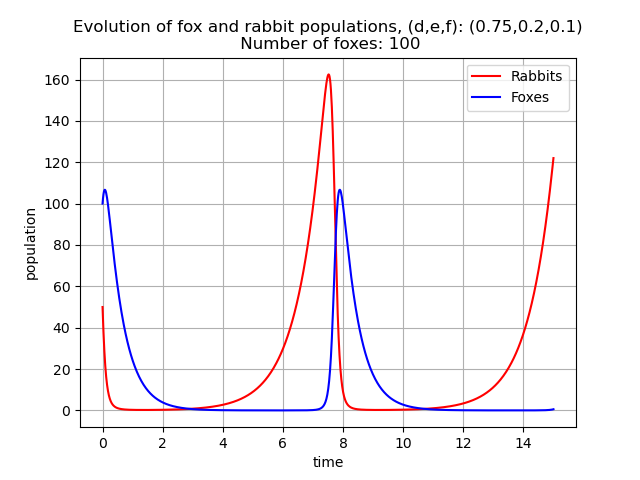 Evolution of fox and rabbit populations, (d,e,f): (0.75,0.2,0.1)
Number of foxes: 100
Rabbits
Foxes
population
160
140
120
100
80
60
40
20
0
0 2 4 6 8 10 12 14
time